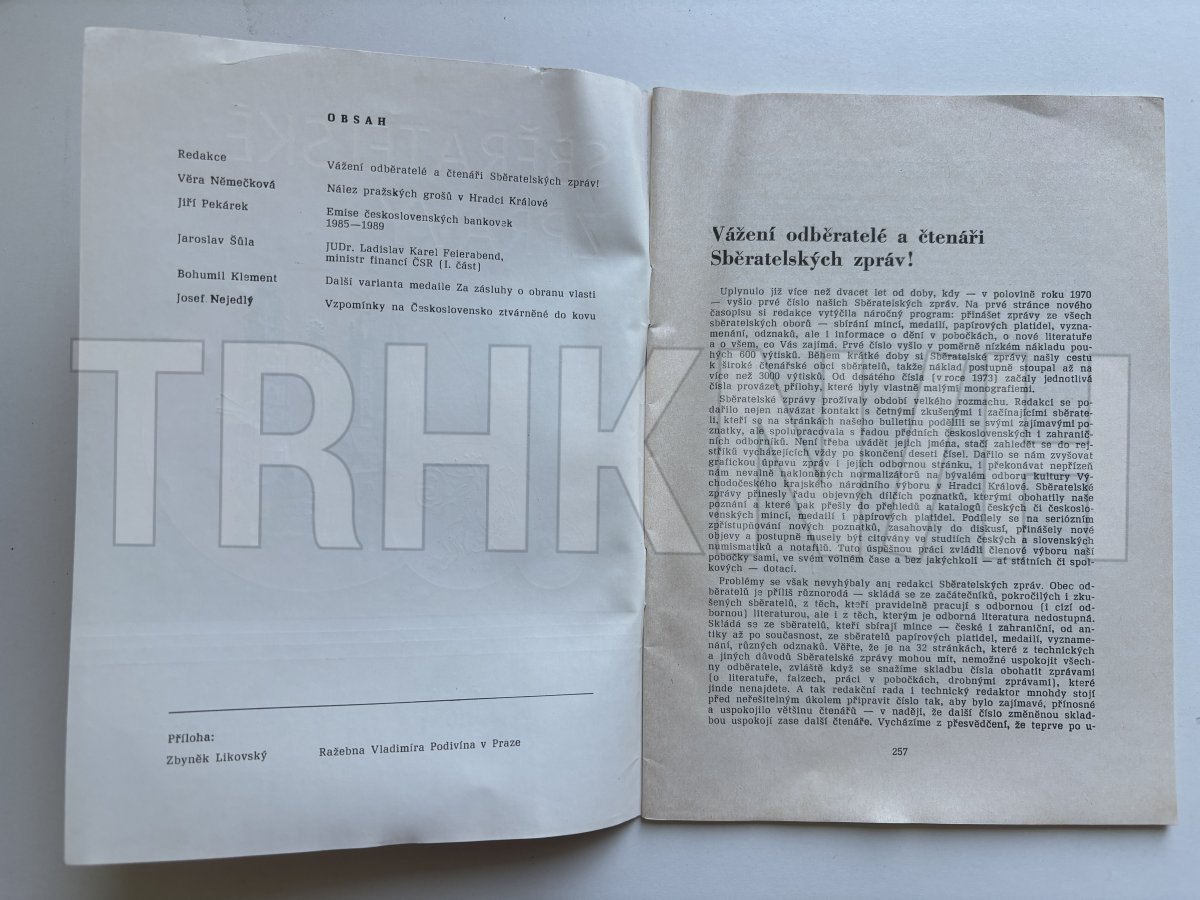 OBSAH
Redakce Vážení odběratelé a čtenáři Sběratelských zpráv!
Věra Němečková Nález pražských grošů v Hradci Králové
Jiří Pekárek Emise československých bankovek
1985—1989
Jaroslav Šůla JUDr. Ladislav Karel Feierabend,
ministr financí ČSR (I. část)
Bohumil Klement Další varianta medaile Za zásluhy o obranu vlasti
Josef Nejedlý Vzpomínky na Československo ztvárněné do kovu
Příloha:
Zbyněk Likovský Ražebna Vladimíra Podivína v Praze
Vážení odběratelé a čtenáři
Sběratelských zpráv!
Uplynulo již více než dvacet let od doby, kdy — v polovině roku 1970
— vyšlo prvé číslo našich Sběratelských zpráv. Na prvé stránce nového
časopisu si redakce vytýčila náročný program: přinášet zprávy ze všech
sběratelských oborů — sbírání mincí, medailí, papírových platidel, vyzna-
menání, odznaků, ale i informace o dění v pobočkách, o nové literatuře
a o všem, co Vás zajímá. Prvé číslo vyšlo v poměrně nízkém nákladu pou-
hých 600 výtisků. Během krátké doby si Sběratelské zprávy našly cestu
k široké čtenářské obci sběratelů, takže náklad postupně stoupal až na
více než 3000 výtisků. Od desátého čísla (v roce 1973) začaly jednotlivá
čísla provázet přílohy, které byly vlastně malými monografiemi.
Sběratelské zprávy prožívaly období velkého rozmachu. Redakci se po-
dařilo nejen navázat kontakt s četnými zkušenými i začínajícími sběrate-
li, kteří se na stránkách našeho bulletinu podělili se svými zajímavými po-
znatky, ale spolupracovala s řadou předních československých i zahranič-
ních odborníků. Není třeba uvádět jejich jména, stačí zahledět se do rej-
stříků vycházejících vždy po skončení deseti čísel. Dařilo se nám zvyšovat
grafickou úpravu zpráv i jejich odbornou stránku, i překonávat nepřízeň
nám nevalně nakloněných normalizátorů na bývalém odboru kultury Vý-
chodočeského krajského národního výboru v Hradci Králové. Sběratelské
zprávy přinesly řadu objevných dílčích poznatků, kterými obohatily naše
poznání a které pak přešly do přehledů a katalogů českých či českoslo-
venských mincí, medailí i papírových platidel. Podílely se na seriózním
zpřístupňování nových poznatků, zasahovaly do diskusí, přinášely nové
objevy a postupně musely být citovány ve studiích českých a slovenských
numismatiků a notafilů. Tuto úspěšnou práci zvládli členové výboru naší
pobočky sami, ve svém volném čase a bez jakýchkoli — ať státních či spol-
kových — dotací.
Problémy se však nevyhýbaly ani redakci Sběratelských zpráv. Obec od-
běratelů je příliš různorodá — skládá se ze začátečníků, pokročilých i zku-
šených sběratelů, z těch, kteří pravidelně pracují s odbornou (i cizí od-
bornou) literaturou, ale i z těch, kterým je odborná literatura nedostupná.
Skládá se ze sběratelů, kteří sbírají mince — české i zahraniční, od an-
tiky až po současnost, ze sběratelů papírových platidel, medailí, vyzname-
nání, různých odznaků. Věřte, že je na 32 stránkách, které z technických
a jiných důvodů Sběratelské zprávy mohou mít, nemožné uspokojit všech-
ny odběratele, zvláště když se snažíme skladbu čísla obohatit zprávami
(o literatuře, falzech, práci v pobočkách, drobnými zprávami), které
jinde nenajdete. A tak redakční rada i technický redaktor mnohdy stojí
před neřešitelným úkolem připravit číslo tak, aby bylo zajímavé, přínosné
a uspokojilo většinu čtenářů — v naději, že další číslo změněnou sklad-
bou uspokojí zase další čtenáře. Vycházíme z přesvědčení, že teprve po u-
257
TRHKNIH